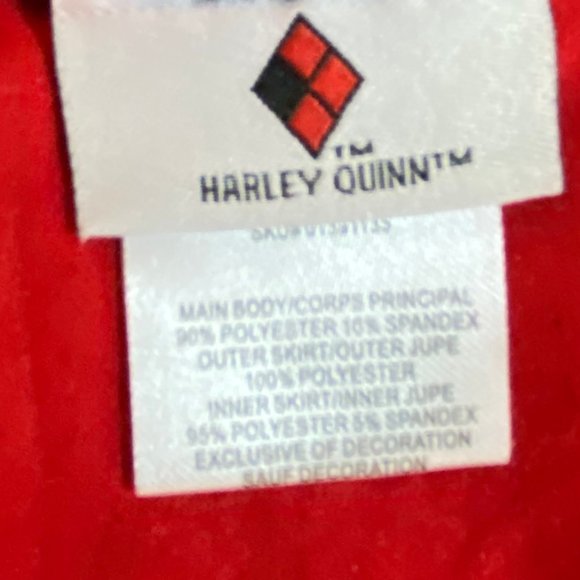 TM
HARLEY QUINN™
MAIN BODY/CORPS PRINCIPAL
90% POLYESTER 10% SPANDEX
OUTER SKIRT/OUTER JUPE
100% POLYESTER
INNER SKIRT/INNER JUPE
95% POLYESTER 5% SPANDEX
EXCLUSIVE OF DECORATION
SAUF DECORATION